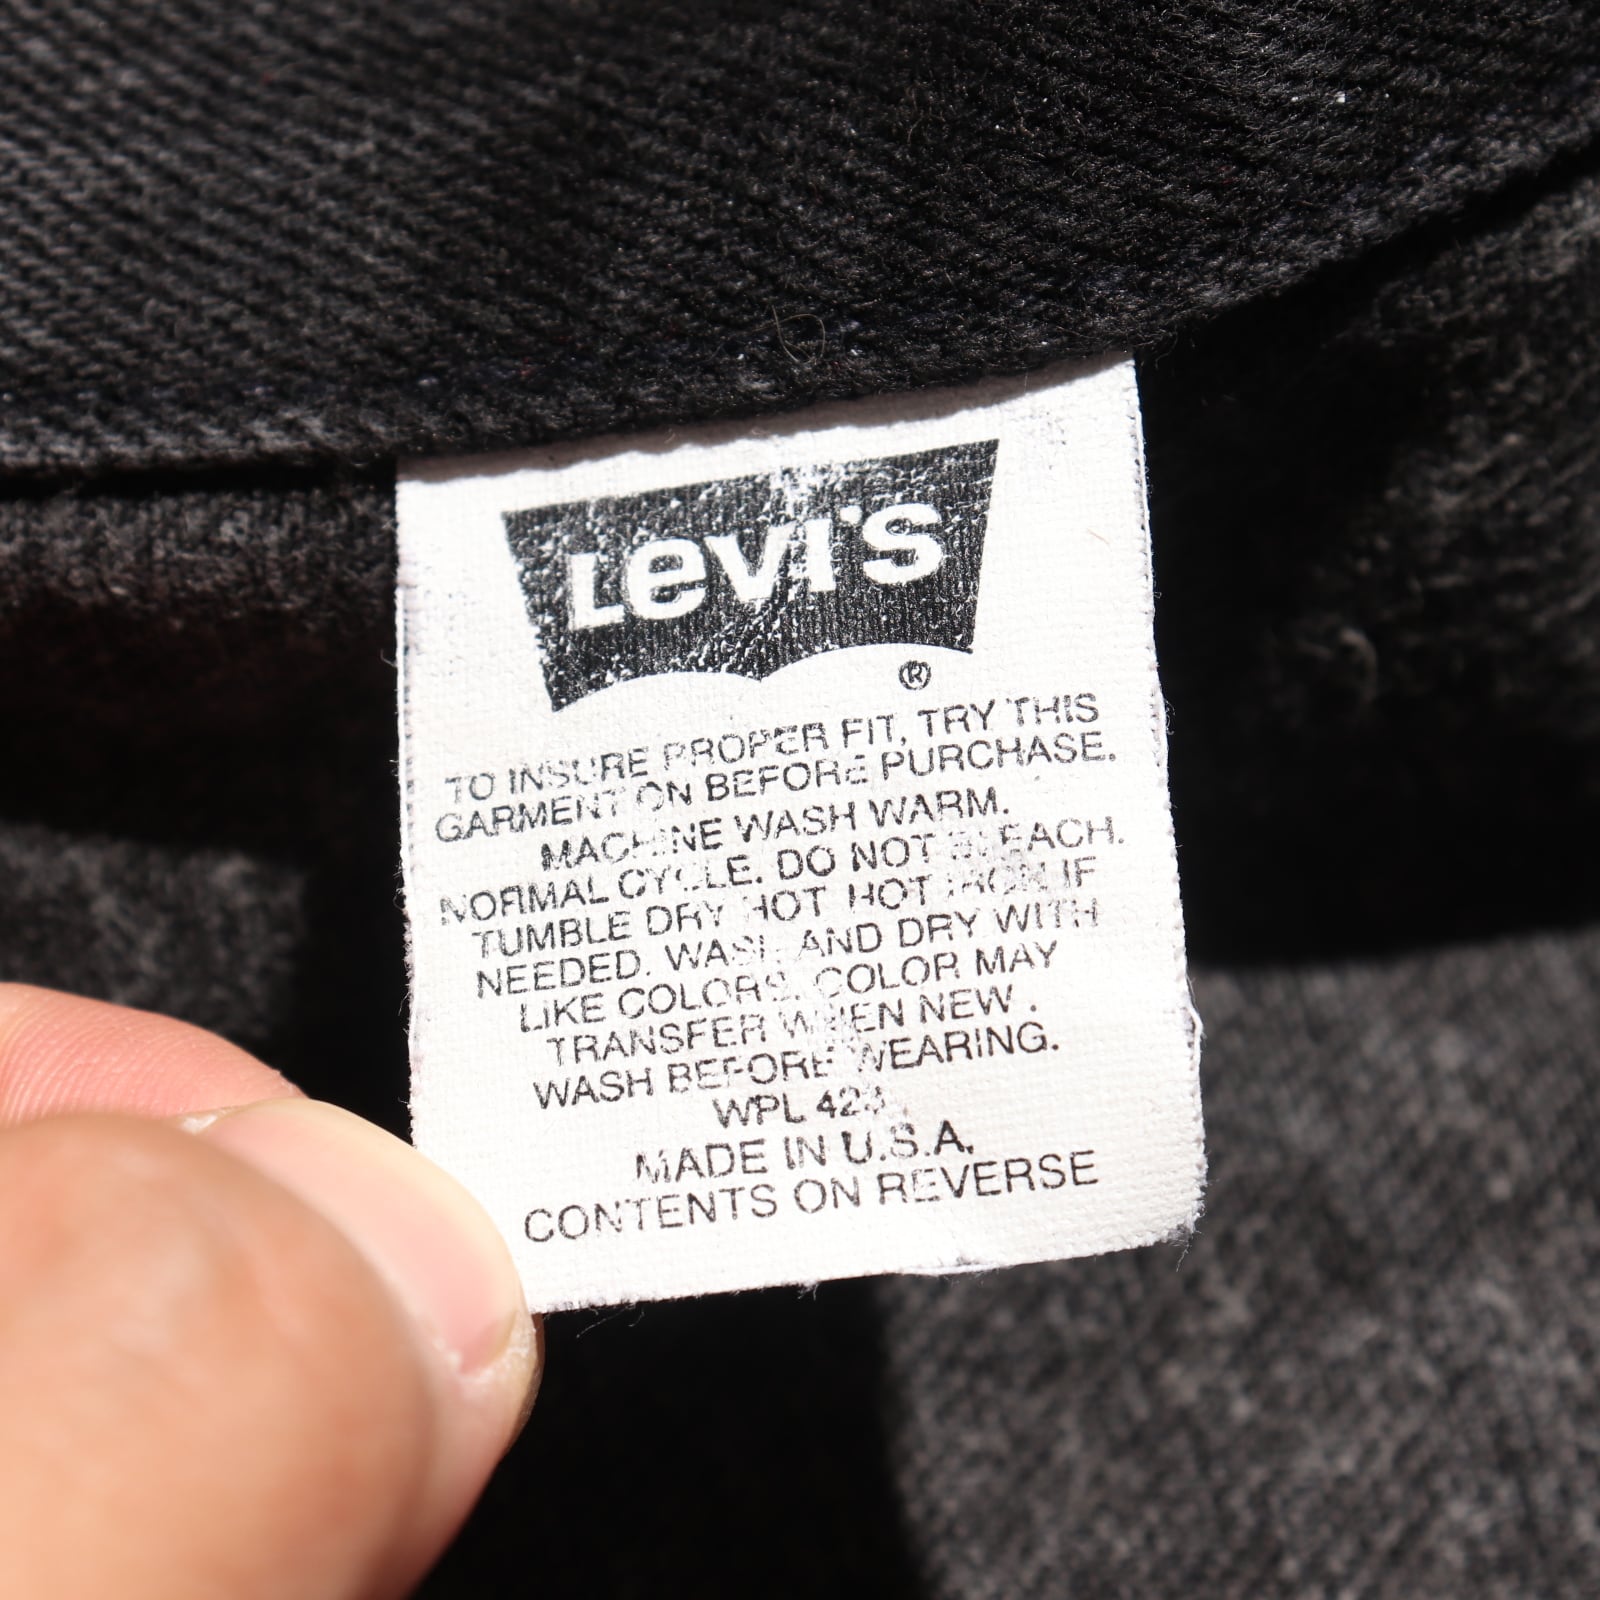 Levi's
®
TO INSURE PROPER FIT, TRY THIS
GARMENT ON BEFORE PURCHASE.
MACHINE WASH WARM.
NORMAL CYCLE. DO NOT BLEACH.
TUMBLE DRY HOT HOT IRON IF
NEEDED. WASH AND DRY WITH
LIKE COLORS. COLOR MAY
TRANSFER WHEN NEW.
WASH BEFORE WEARING.
WPL 423
MADE IN U.S.A.
CONTENTS ON REVERSE